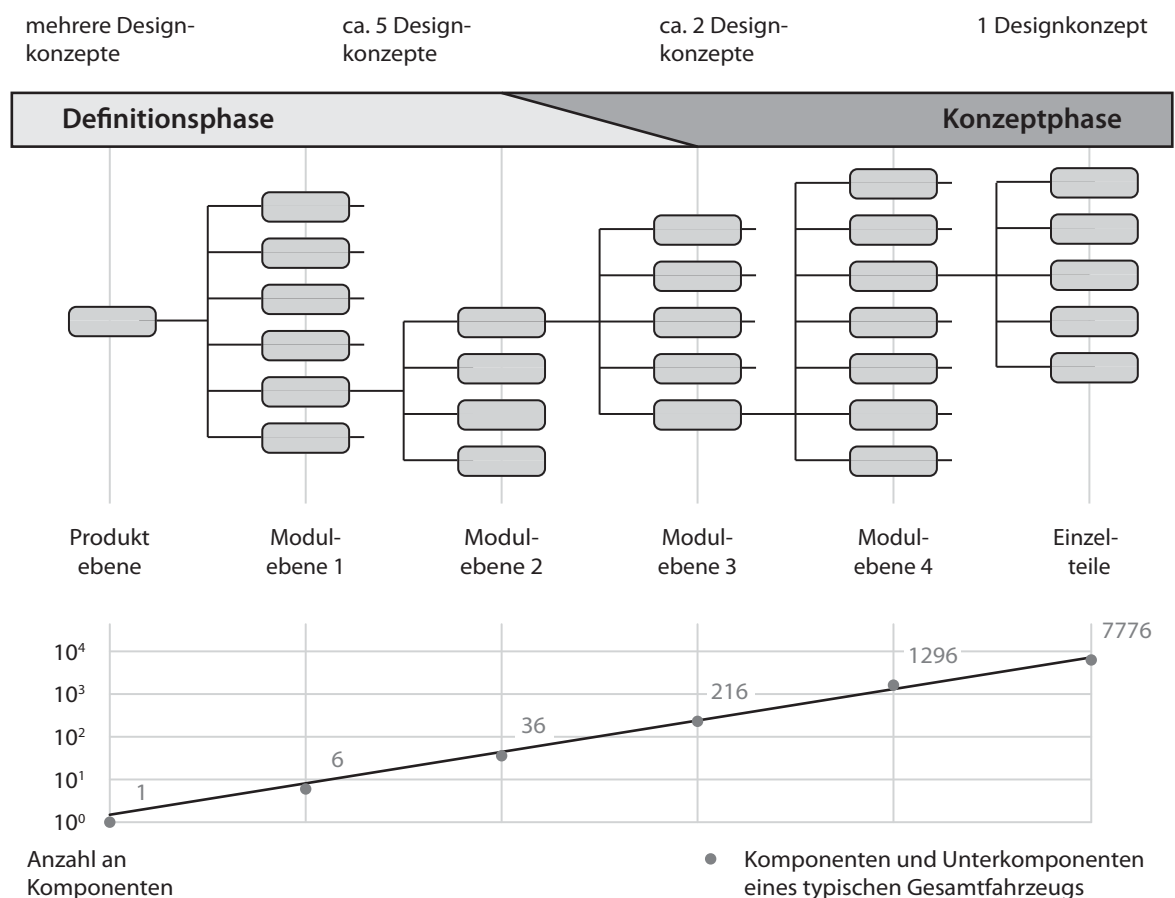 mehrere Design-
konzepte
ca. 5 Design-
konzepte
ca. 2 Design-
konzepte
1 Designkonzept
Definitionsphase
Konzeptphase
Produkt
ebene
Modul-
ebene 1
Modul-
ebene 2
Modul-
ebene 3
Modul-
ebene 4
Einzel-
teile
10⁴
10³
10²
10¹
10⁰
1
6
36
216
1296
7776
Anzahl an
Komponenten
Komponenten und Unterkomponenten
eines typischen Gesamtfahrzeugs